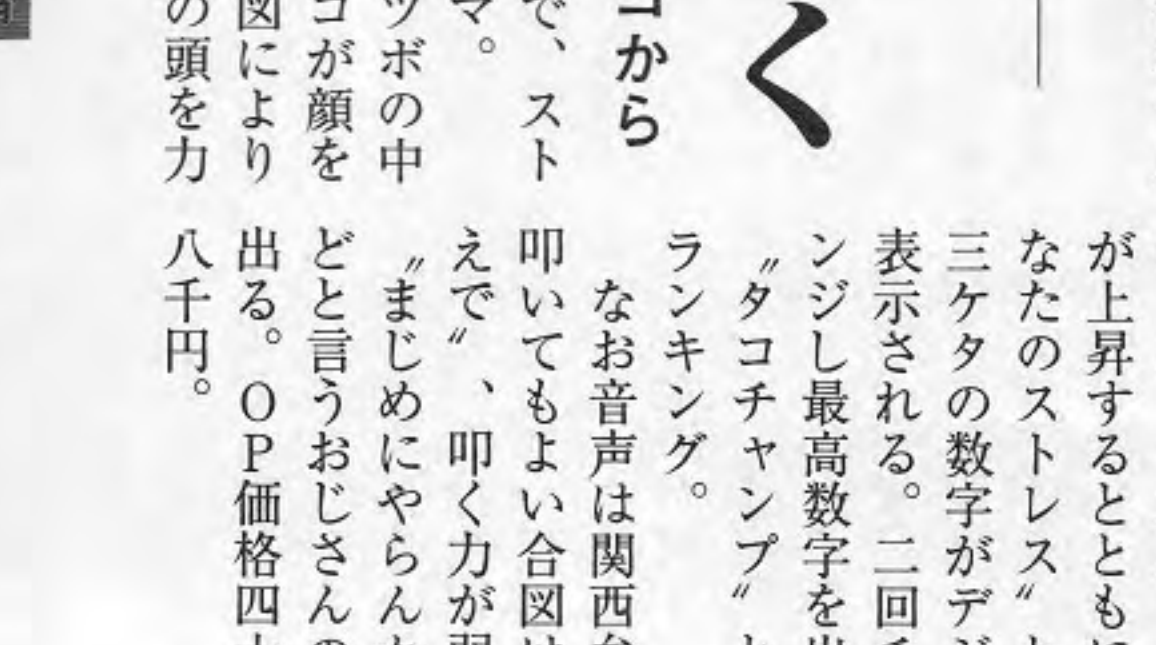 く
から
で、スト
マ。
ツボの中
コが顔を
図により
の頭を力
が上昇するとともに
なたのストレス〟
三ケタの数字がデジ
表示される。二回チ
ンジし最高数字を出
〝タコチャンプ〟
ランキング。
なお音声は関西弁
叩いてもよい合図は
えで〟、叩く力が弱
〝まじめにやらん
どと言うおじさんの
出る。OP価格四十
八千円。